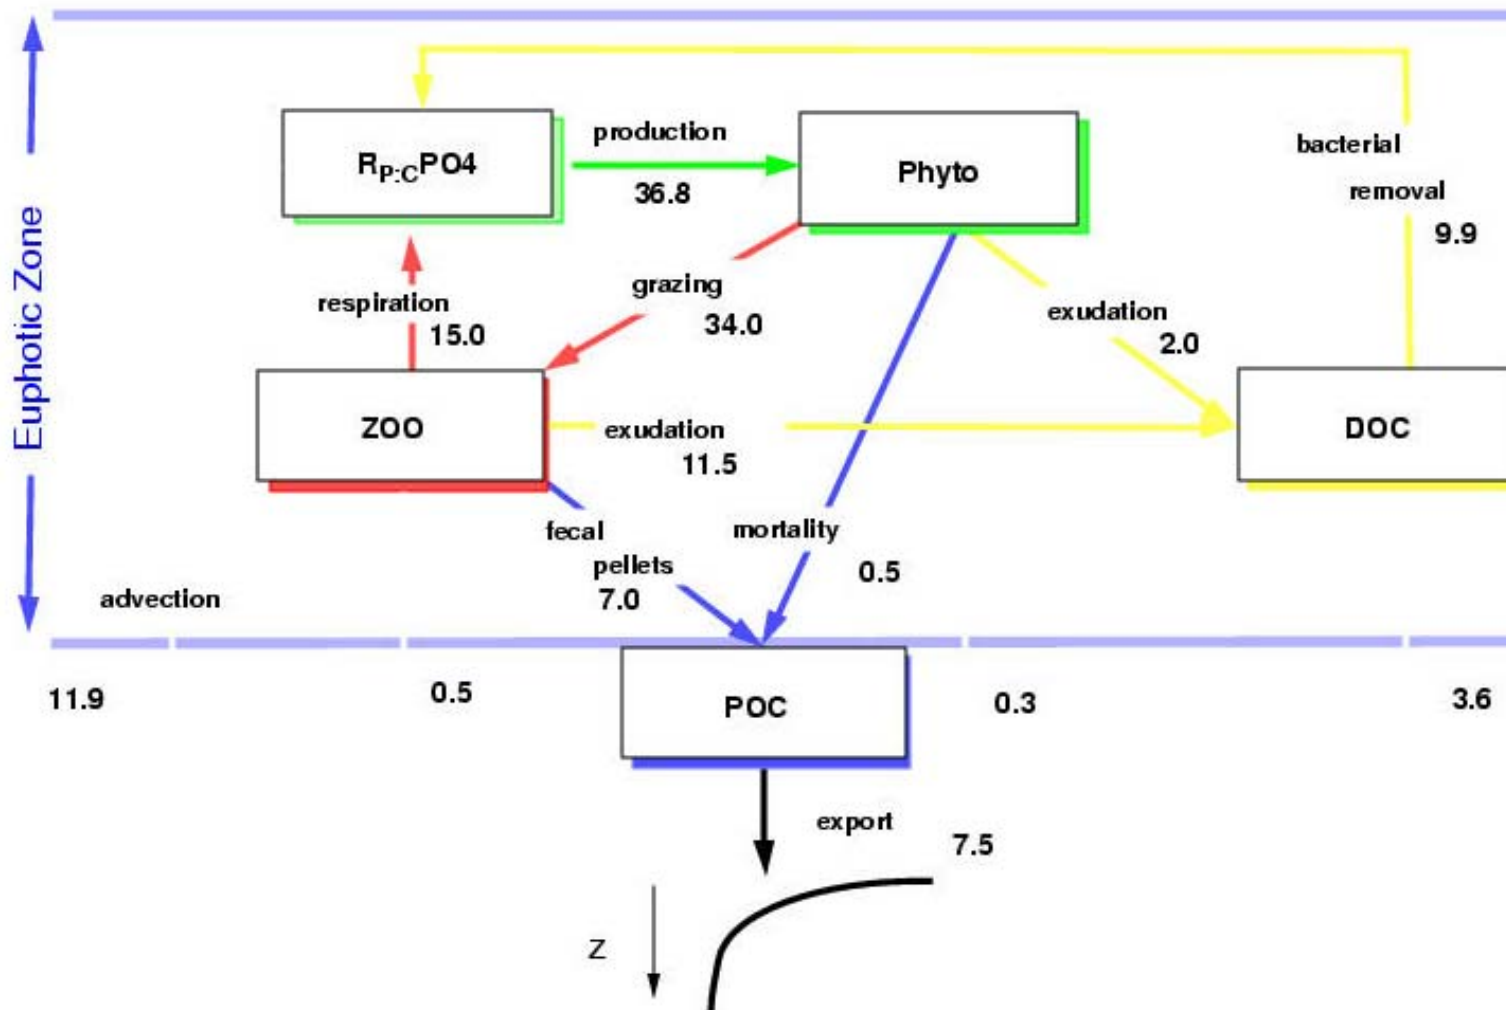 production
R_P:C PO4
36.8
Phyto
bacterial
removal
9.9
Euphotic Zone
respiration
15.0
grazing
34.0
exudation
2.0
ZOO
exudation
11.5
DOC
fecal
pellets
7.0
mortality
0.5
advection
11.9
0.5
POC
0.3
3.6
export
7.5
Z